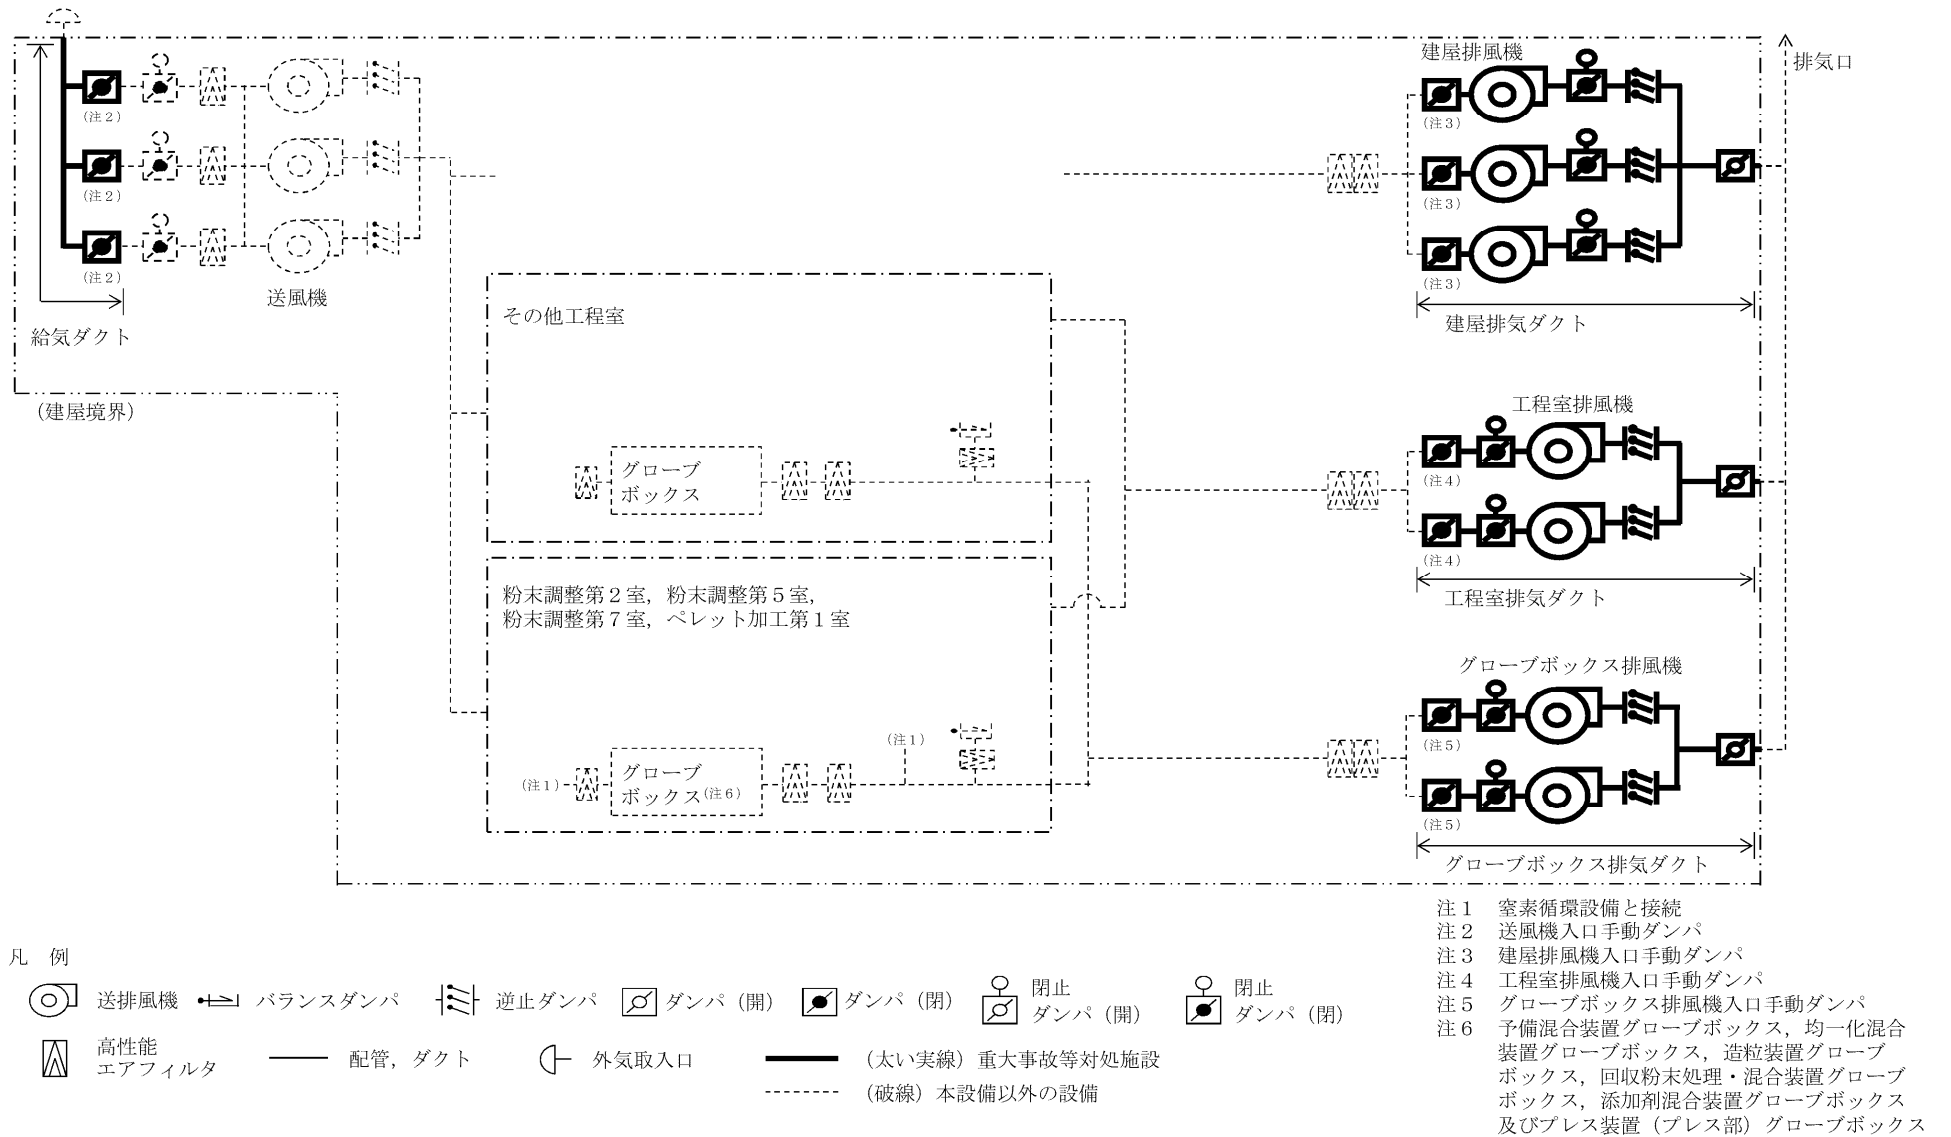 建屋排風機
排気口
（注２）
（注２）
（注２）
送風機
給気ダクト
（建屋境界）
（注３）
（注３）
（注３）
建屋排気ダクト
その他工程室
グローブ
ボックス
工程室排風機
（注４）
（注４）
工程室排気ダクト
粉末調整第２室，粉末調整第５室，
粉末調整第７室，ペレット加工第１室
グローブボックス排風機
（注１）
（注１）
グローブ
ボックス（注６）
（注５）
（注５）
グローブボックス排気ダクト
注１　窒素循環設備と接続
注２　送風機入口手動ダンパ
注３　建屋排風機入口手動ダンパ
注４　工程室排風機入口手動ダンパ
注５　グローブボックス排風機入口手動ダンパ
注６　予備混合装置グローブボックス，均一化混合
装置グローブボックス，造粒装置グローブ
ボックス，回収粉末処理・混合装置グローブ
ボックス，添加剤混合装置グローブボックス
及びプレス装置（プレス部）グローブボックス
凡　例
送排風機
バランスダンパ
逆止ダンパ
ダンパ（開）
ダンパ（閉）
閉止
ダンパ（開）
閉止
ダンパ（閉）
高性能
エアフィルタ
配管，ダクト
外気取入口
（太い実線）重大事故等対処施設
（破線）本設備以外の設備